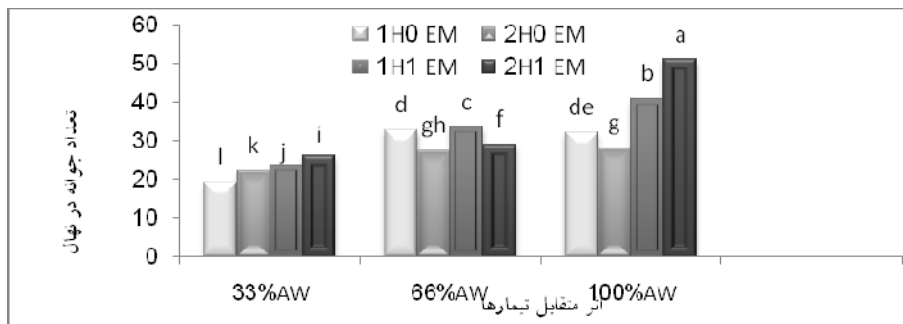 60
50
40
30
20
10
0
تعداد جوانه در نهال
1H0 EM 2H0 EM
1H1 EM 2H1 EM
l k j i
d gh c f
de g b a
33%AW 66%AW 100%AW
اثر متقابل تیمارها